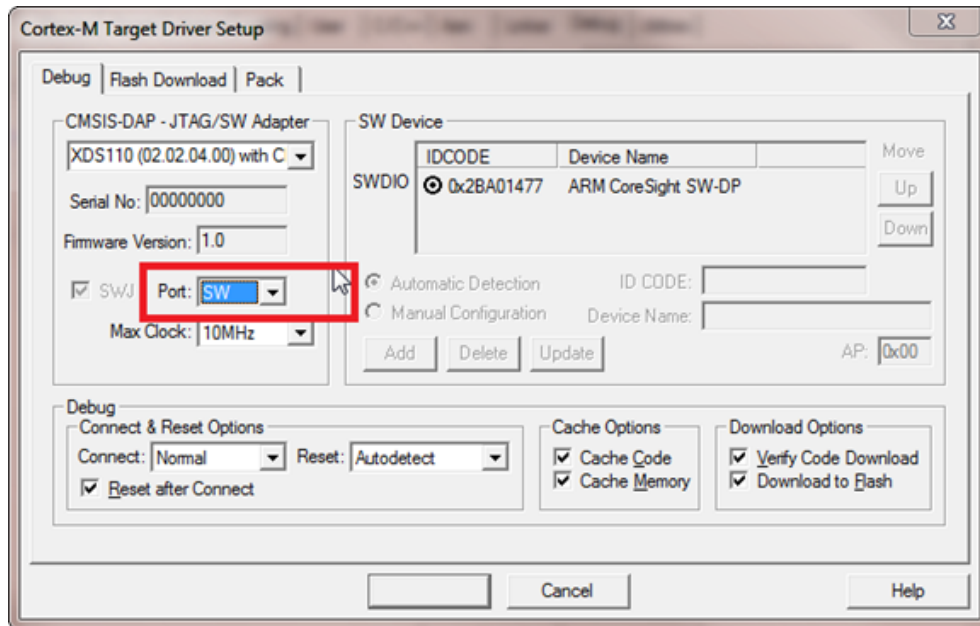 Cortex-M Target Driver Setup
Debug Flash Download Pack
CMSIS-DAP - JTAG/SW Adapter
XDS110 (02.02.04.00) with C
Serial No: 00000000
Firmware Version: 1.0
SWJ Port: SW
Max Clock: 10MHz
SW Device
IDCODE Device Name
SWDIO 0x2BA01477 ARM CoreSight SW-DP
Move
Up
Down
Automatic Detection ID CODE:
Manual Configuration Device Name:
Add Delete Update AP: 0x00
Debug
Connect & Reset Options
Connect: Normal Reset: Autodetect
Reset after Connect
Cache Options
Cache Code
Cache Memory
Download Options
Verify Code Download
Download to Flash
Cancel Help